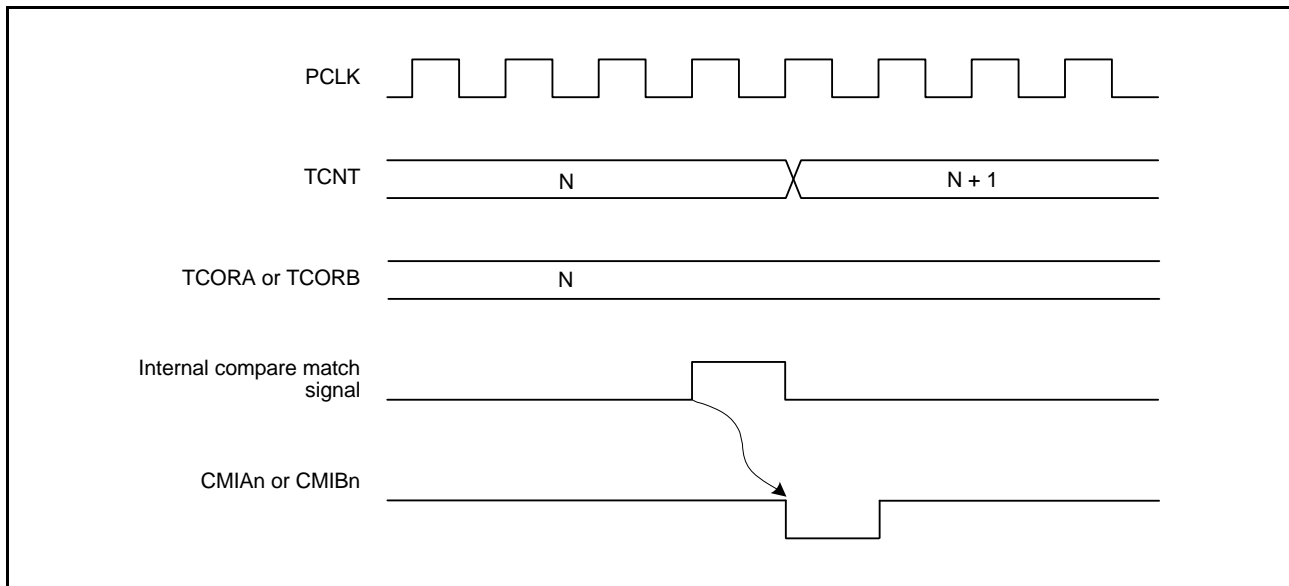 PCLK
TCNT
N
N + 1
TCORA or TCORB
N
Internal compare match
signal
CMIAn or CMIBn